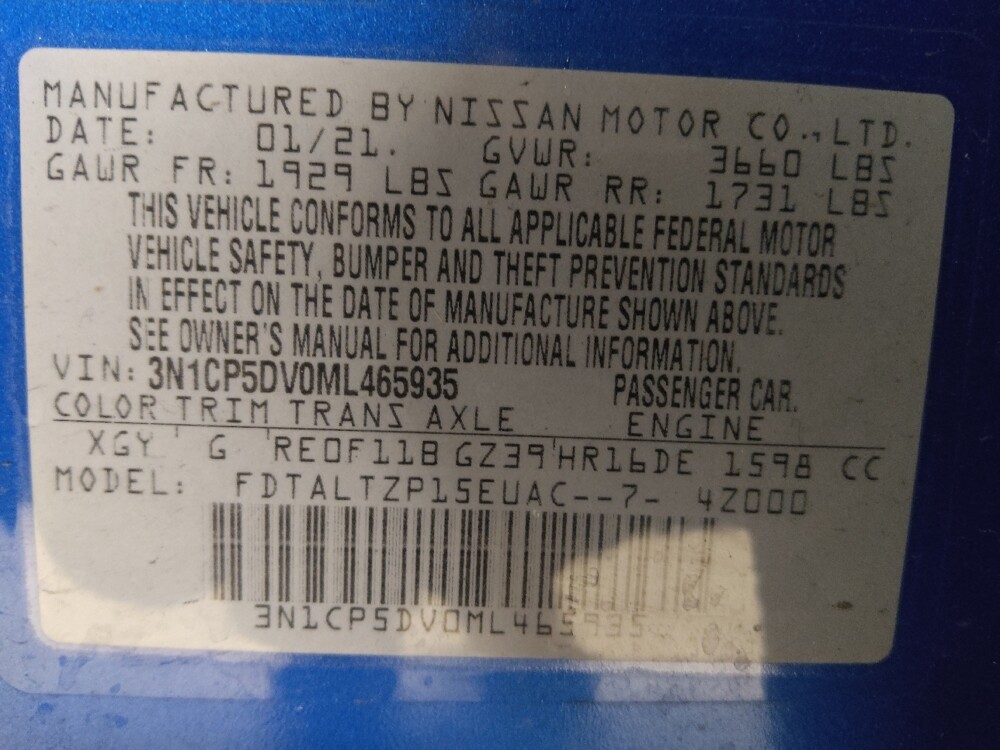 MANUFACTURED BY NISSAN MOTOR CO.,LTD.
DATE: 01/21. GVWR: 3660 LBS
GAWR FR: 1929 LBS GAWR RR: 1731 LBS
THIS VEHICLE CONFORMS TO ALL APPLICABLE FEDERAL MOTOR
VEHICLE SAFETY, BUMPER AND THEFT PREVENTION STANDARDS
IN EFFECT ON THE DATE OF MANUFACTURE SHOWN ABOVE.
SEE OWNER'S MANUAL FOR ADDITIONAL INFORMATION.
VIN: 3N1CP5DV0ML465935 PASSENGER CAR.
COLOR TRIM TRANS AXLE ENGINE
XGY G RE0F11B GZ39 HR16DE 1598 CC
MODEL: FDTALTZP15EUAC--7- 4Z000
3N1CP5DV0ML465935